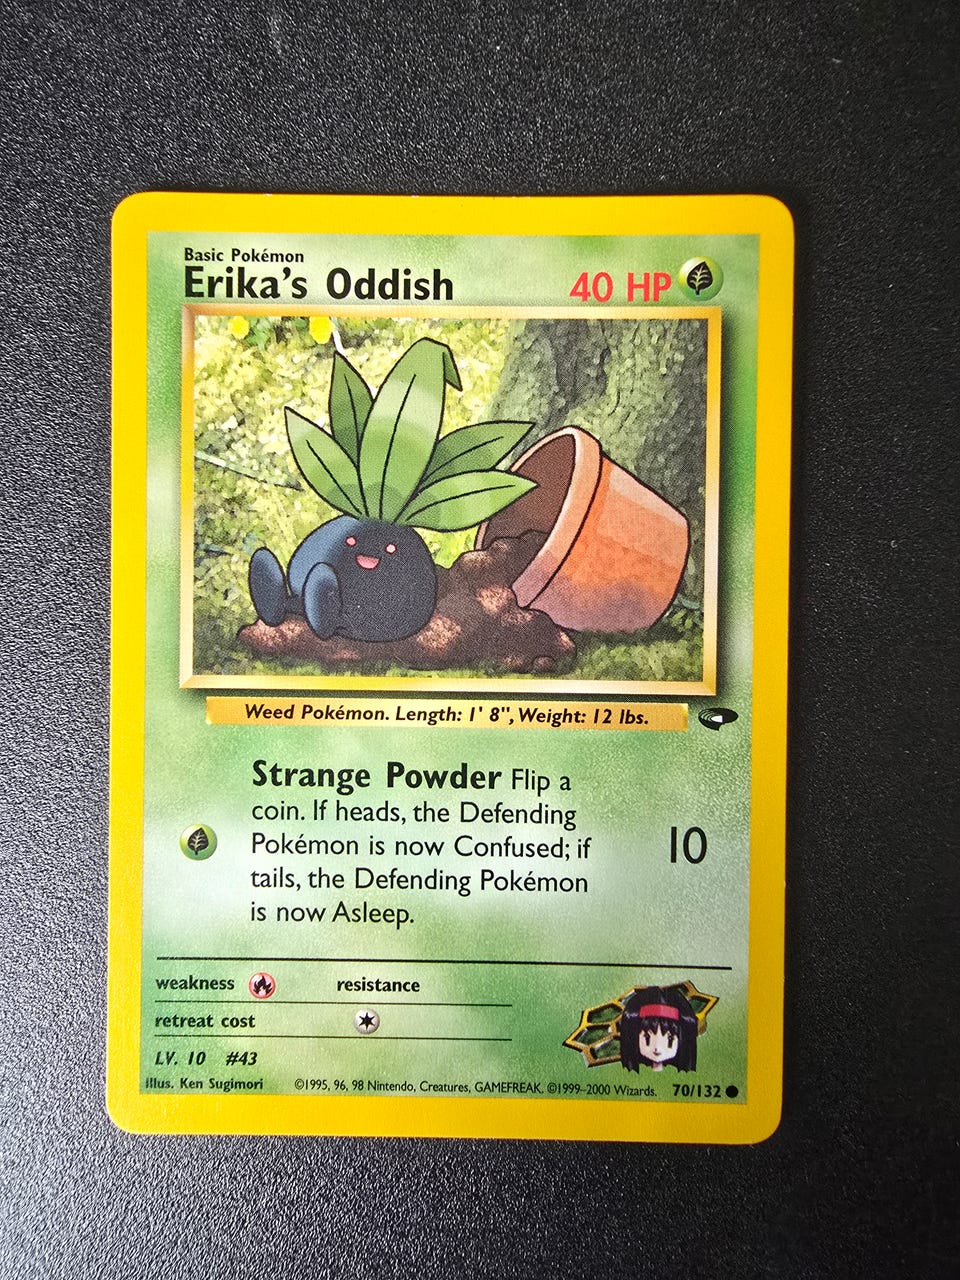 Basic Pokémon
Erika's Oddish
40 HP
Weed Pokémon. Length: 1' 8", Weight: 12 lbs.
Strange Powder Flip a
coin. If heads, the Defending
Pokémon is now Confused; if
tails, the Defending Pokémon
is now Asleep.
10
weakness
resistance
retreat cost
LV. 10 #43
Illus. Ken Sugimori
©1995, 96, 98 Nintendo, Creatures, GAMEFREAK. ©1999–2000 Wizards.
70/132